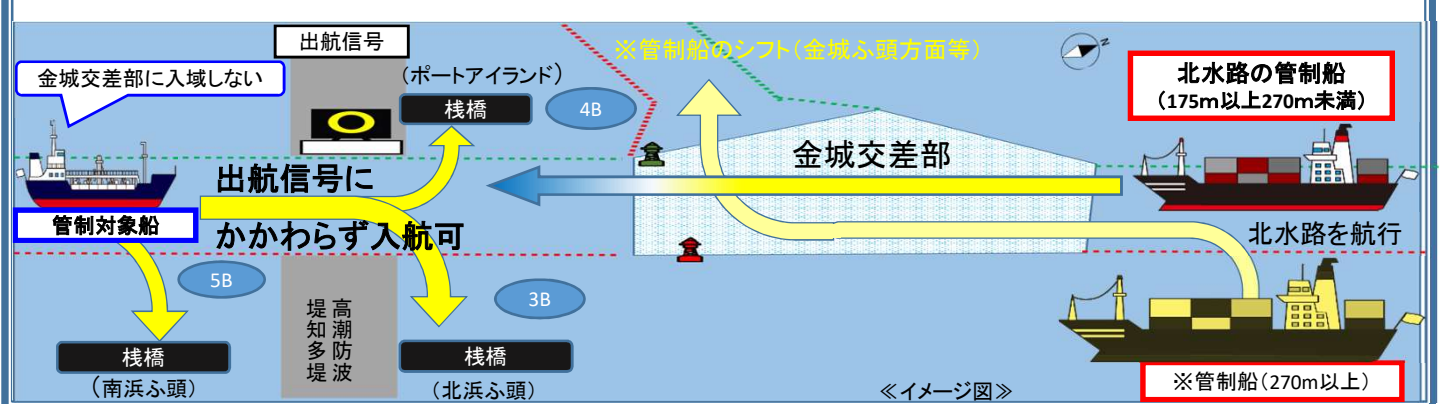 出航信号
※管制船のシフト(金城ふ頭方面等)
N
金城交差部に入域しない
(ポートアイランド)
桟橋
4B
北水路の管制船
(175m以上270m未満)
金城交差部
出航信号に
かかわらず入航可
管制対象船
北水路を航行
5B
3B
高潮防波
堤知多堤
桟橋
(南浜ふ頭)
桟橋
(北浜ふ頭)
≪イメージ図≫
※管制船(270m以上)